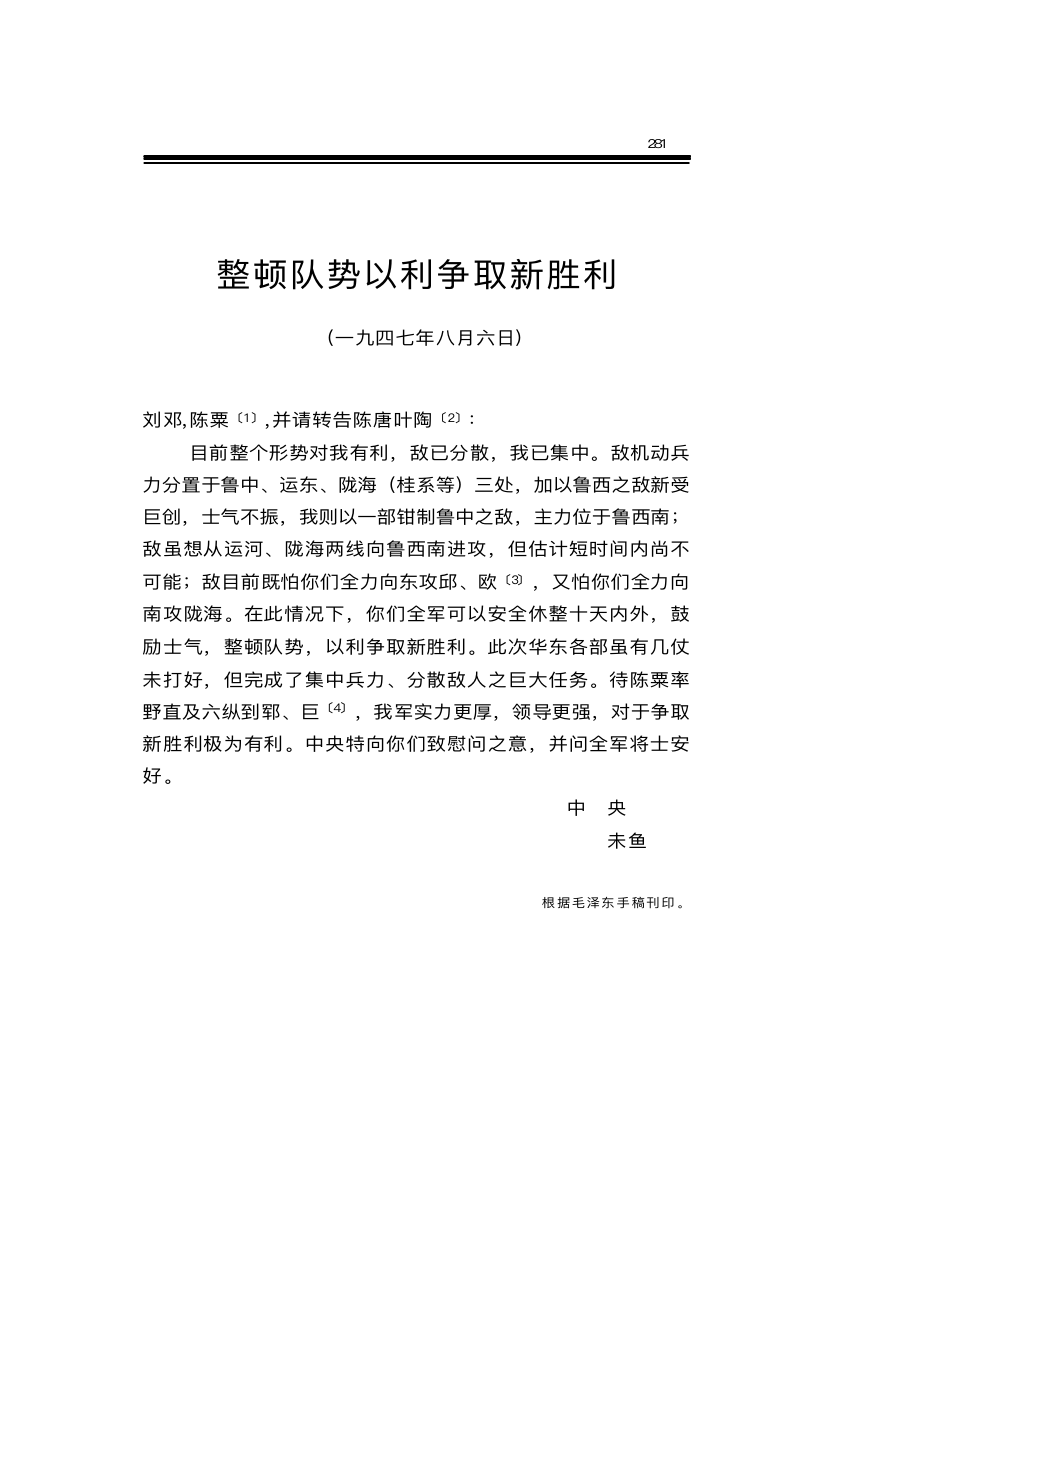 281
整顿队势以利争取新胜利
（一九四七年八月六日）
刘邓,陈粟〔1〕,并请转告陈唐叶陶〔2〕：
目前整个形势对我有利，敌已分散，我已集中。敌机动兵
力分置于鲁中、运东、陇海（桂系等）三处，加以鲁西之敌新受
巨创，士气不振，我则以一部钳制鲁中之敌，主力位于鲁西南；
敌虽想从运河、陇海两线向鲁西南进攻，但估计短时间内尚不
可能；敌目前既怕你们全力向东攻邱、欧〔3〕，又怕你们全力向
南攻陇海。在此情况下，你们全军可以安全休整十天内外，鼓
励士气，整顿队势，以利争取新胜利。此次华东各部虽有几仗
未打好，但完成了集中兵力、分散敌人之巨大任务。待陈粟率
野直及六纵到郓、巨〔4〕，我军实力更厚，领导更强，对于争取
新胜利极为有利。中央特向你们致慰问之意，并问全军将士安
好。
中　央
未鱼
根据毛泽东手稿刊印。